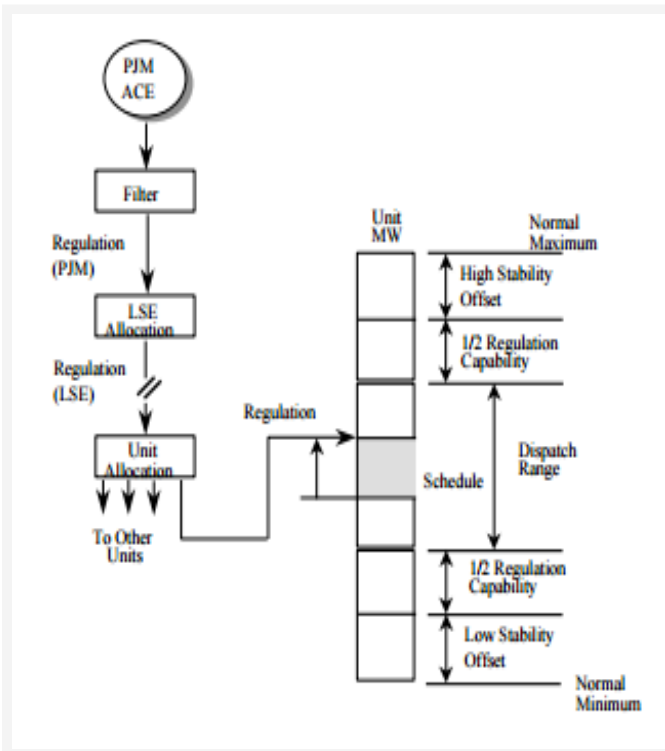 PJM
ACE
Filter
Regulation
(PJM)
LSE
Allocation
Regulation
(LSE)
Unit
Allocation
To Other
Units
Regulation
Unit
MW
Normal
Maximum
High Stability
Offset
1/2 Regulation
Capability
Dispatch
Range
Schedule
1/2 Regulation
Capability
Low Stability
Offset
Normal
Minimum